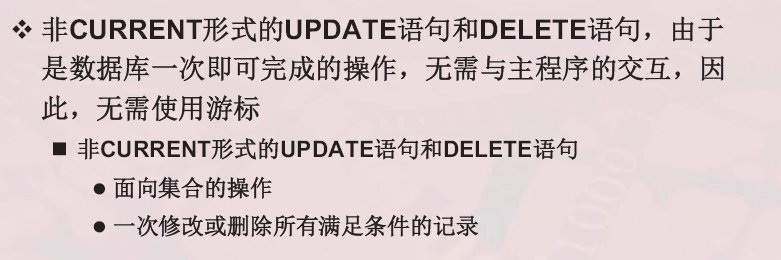 ❖ 非CURRENT形式的UPDATE语句和DELETE语句，由于
是数据库一次即可完成的操作，无需与主程序的交互，因
此，无需使用游标
■ 非CURRENT形式的UPDATE语句和DELETE语句
● 面向集合的操作
● 一次修改或删除所有满足条件的记录